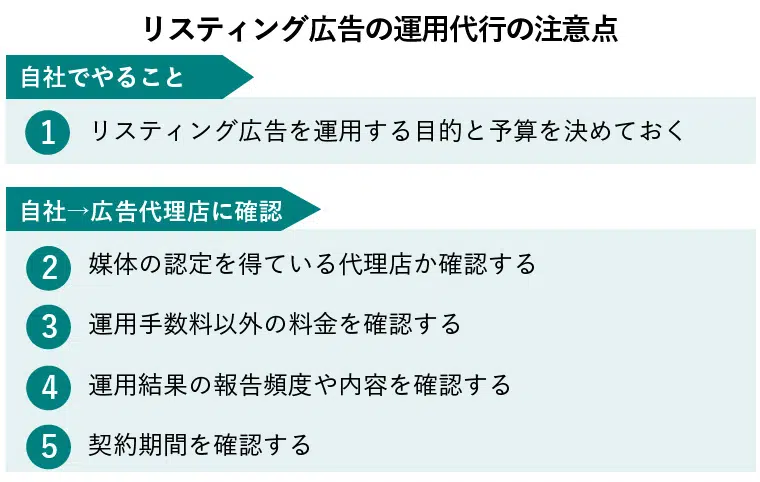 リスティング広告の運用代行の注意点
自社でやること
1 リスティング広告を運用する目的と予算を決めておく
自社→広告代理店に確認
2 媒体の認定を得ている代理店か確認する
3 運用手数料以外の料金を確認する
4 運用結果の報告頻度や内容を確認する
5 契約期間を確認する